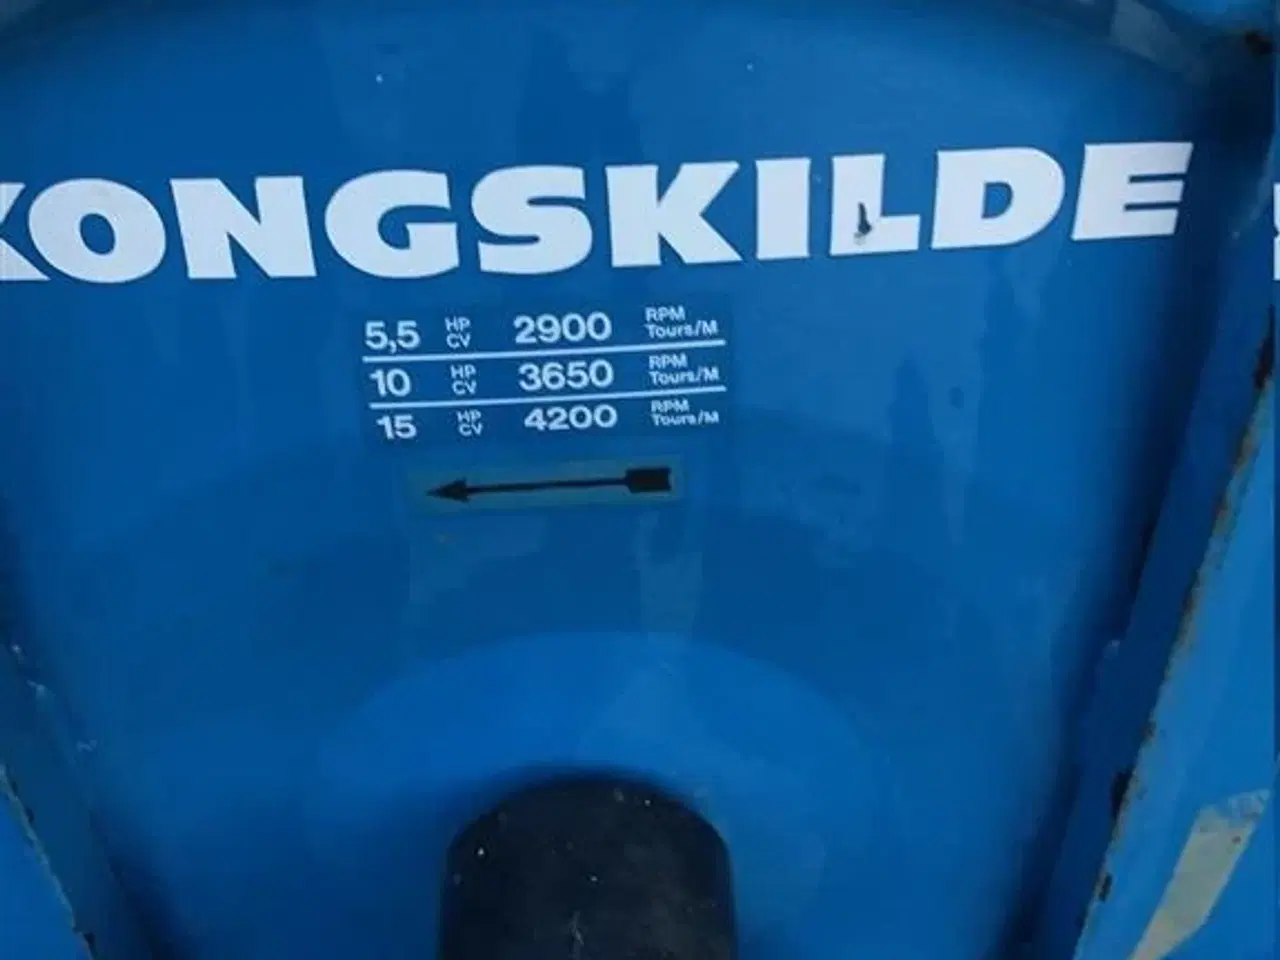 KONGSKILDE
5,5 HP CV 2900 RPM Tours/M
10 HP CV 3650 RPM Tours/M
15 HP CV 4200 RPM Tours/M